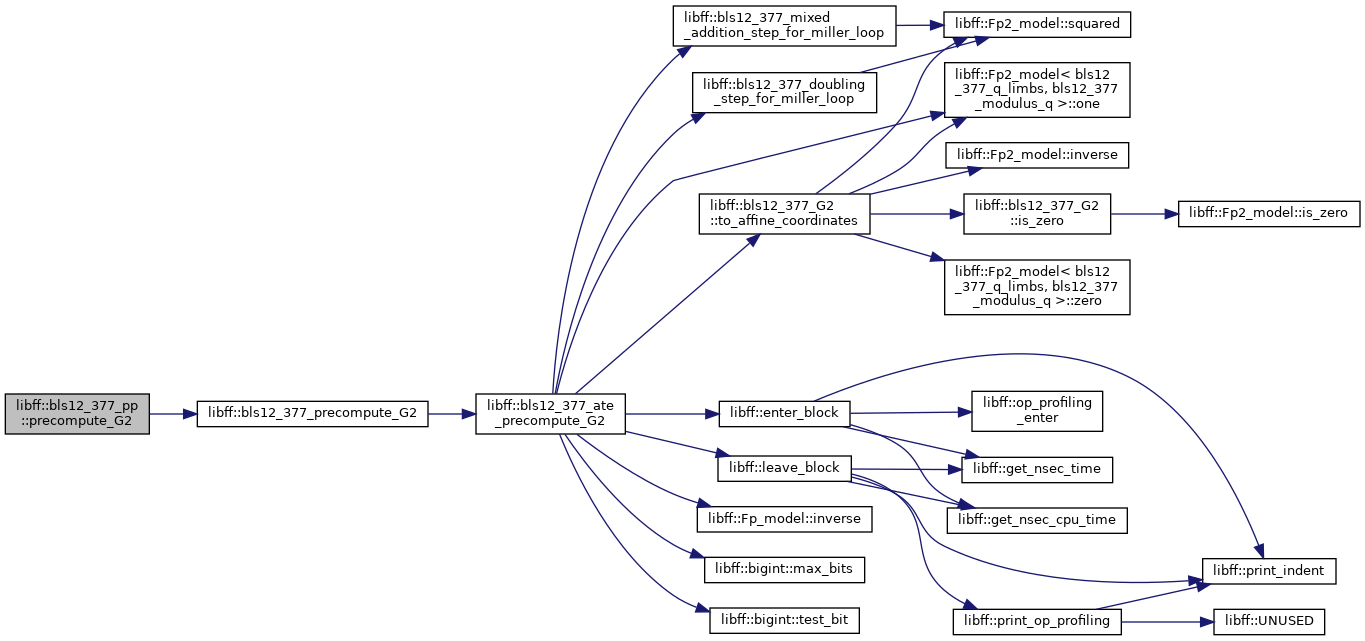 libff::bls12_377_pp
::precompute_G2
libff::bls12_377_precompute_G2
libff::bls12_377_ate
_precompute_G2
libff::bls12_377_mixed
_addition_step_for_miller_loop
libff::bls12_377_doubling
_step_for_miller_loop
libff::bls12_377_G2
::to_affine_coordinates
libff::enter_block
libff::leave_block
libff::Fp_model::inverse
libff::bigint::max_bits
libff::bigint::test_bit
libff::Fp2_model::squared
libff::Fp2_model< bls12
_377_q_limbs, bls12_377
_modulus_q >::one
libff::Fp2_model::inverse
libff::bls12_377_G2
::is_zero
libff::Fp2_model< bls12
_377_q_limbs, bls12_377
_modulus_q >::zero
libff::op_profiling
_enter
libff::get_nsec_time
libff::get_nsec_cpu_time
libff::print_op_profiling
libff::Fp2_model::is_zero
libff::print_indent
libff::UNUSED